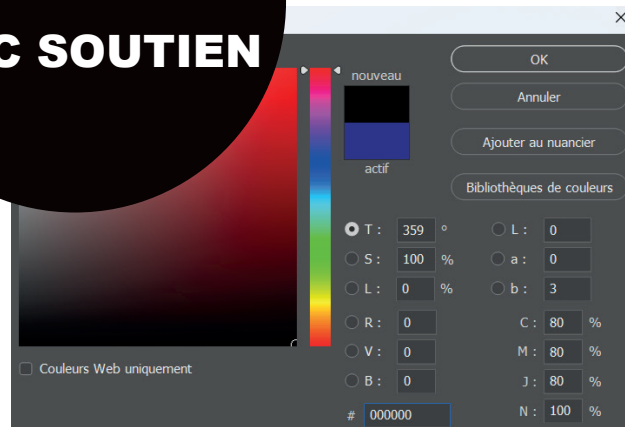 C SOUTIEN
nouveau
actif
OK
Annuler
Ajouter au nuancier
Bibliothèques de couleurs
T : 359 °
S : 100 %
L : 0 %
R : 0
V : 0
B : 0
# 000000
L : 0
a : 0
b : 3
C : 80 %
M : 80 %
J : 80 %
N : 100 %
Couleurs Web uniquement